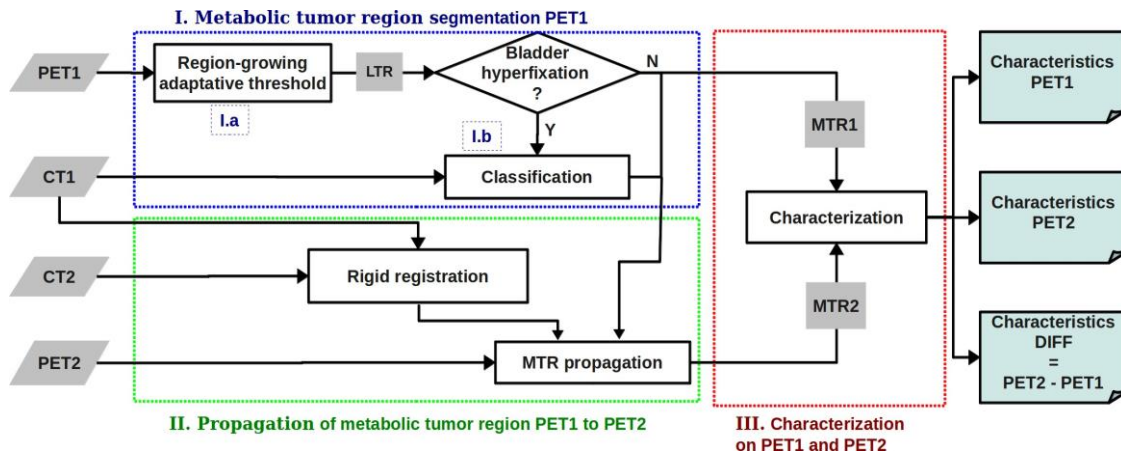 I. Metabolic tumor region segmentation PET1
PET1
Region-growing
adaptative threshold
LTR
Bladder
hyperfixation
?
N
Y
I.a
I.b
CT1
Classification
MTR1
Characteristics
PET1
Characterization
Characteristics
PET2
CT2
Rigid registration
MTR2
PET2
MTR propagation
Characteristics
DIFF
=
PET2 - PET1
II. Propagation of metabolic tumor region PET1 to PET2
III. Characterization
on PET1 and PET2